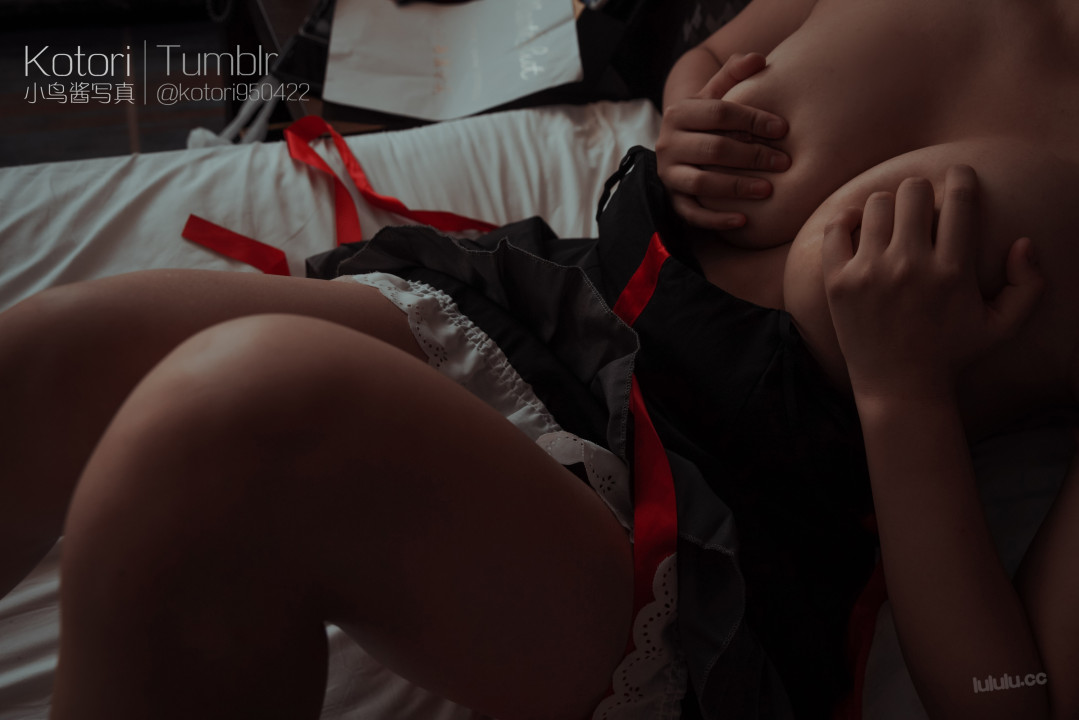 Kotori | Tumblr
小鸟酱写真 | @kotori950422
lululu.cc